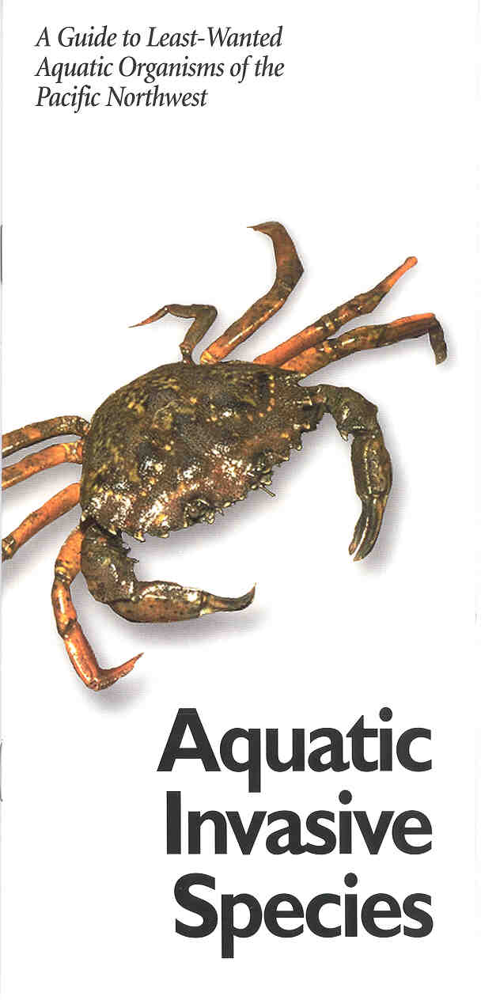 A Guide to Least-Wanted
Aquatic Organisms of the
Pacific Northwest
Aquatic
Invasive
Species